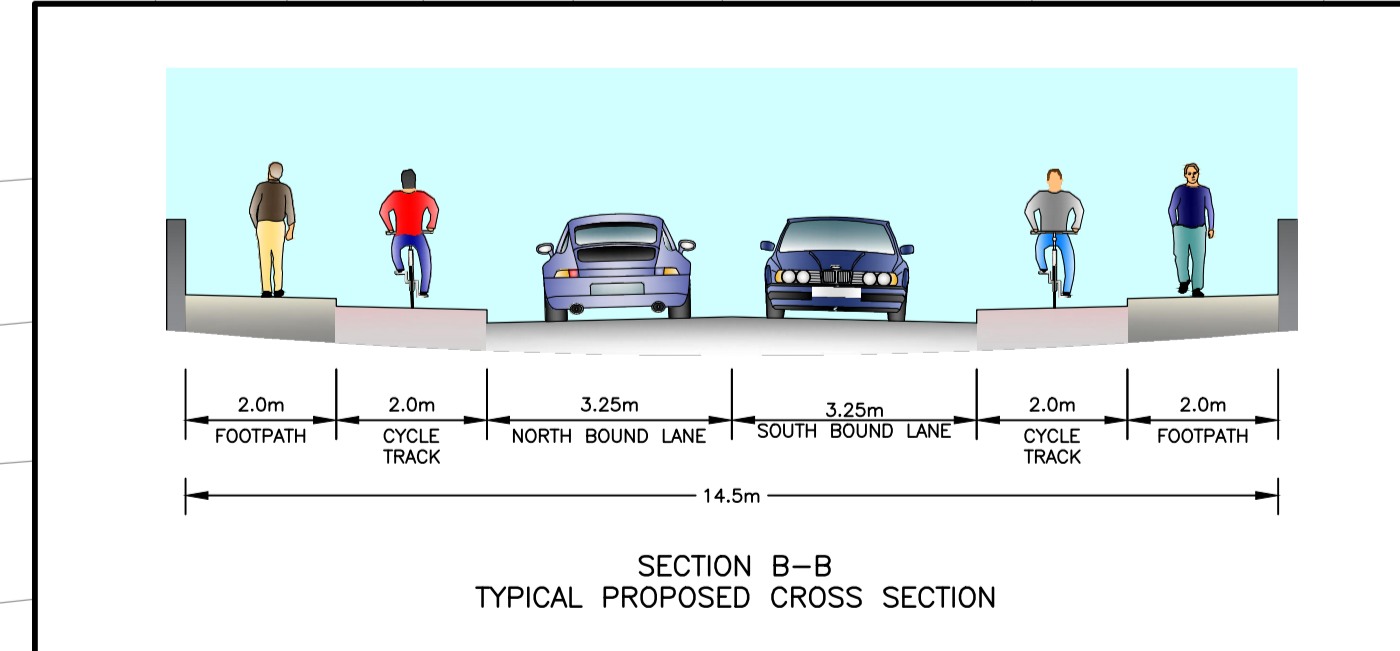 2.0m 2.0m 3.25m 3.25m 2.0m 2.0m
FOOTPATH CYCLE TRACK NORTH BOUND LANE SOUTH BOUND LANE CYCLE TRACK FOOTPATH
14.5m
SECTION B-B
TYPICAL PROPOSED CROSS SECTION